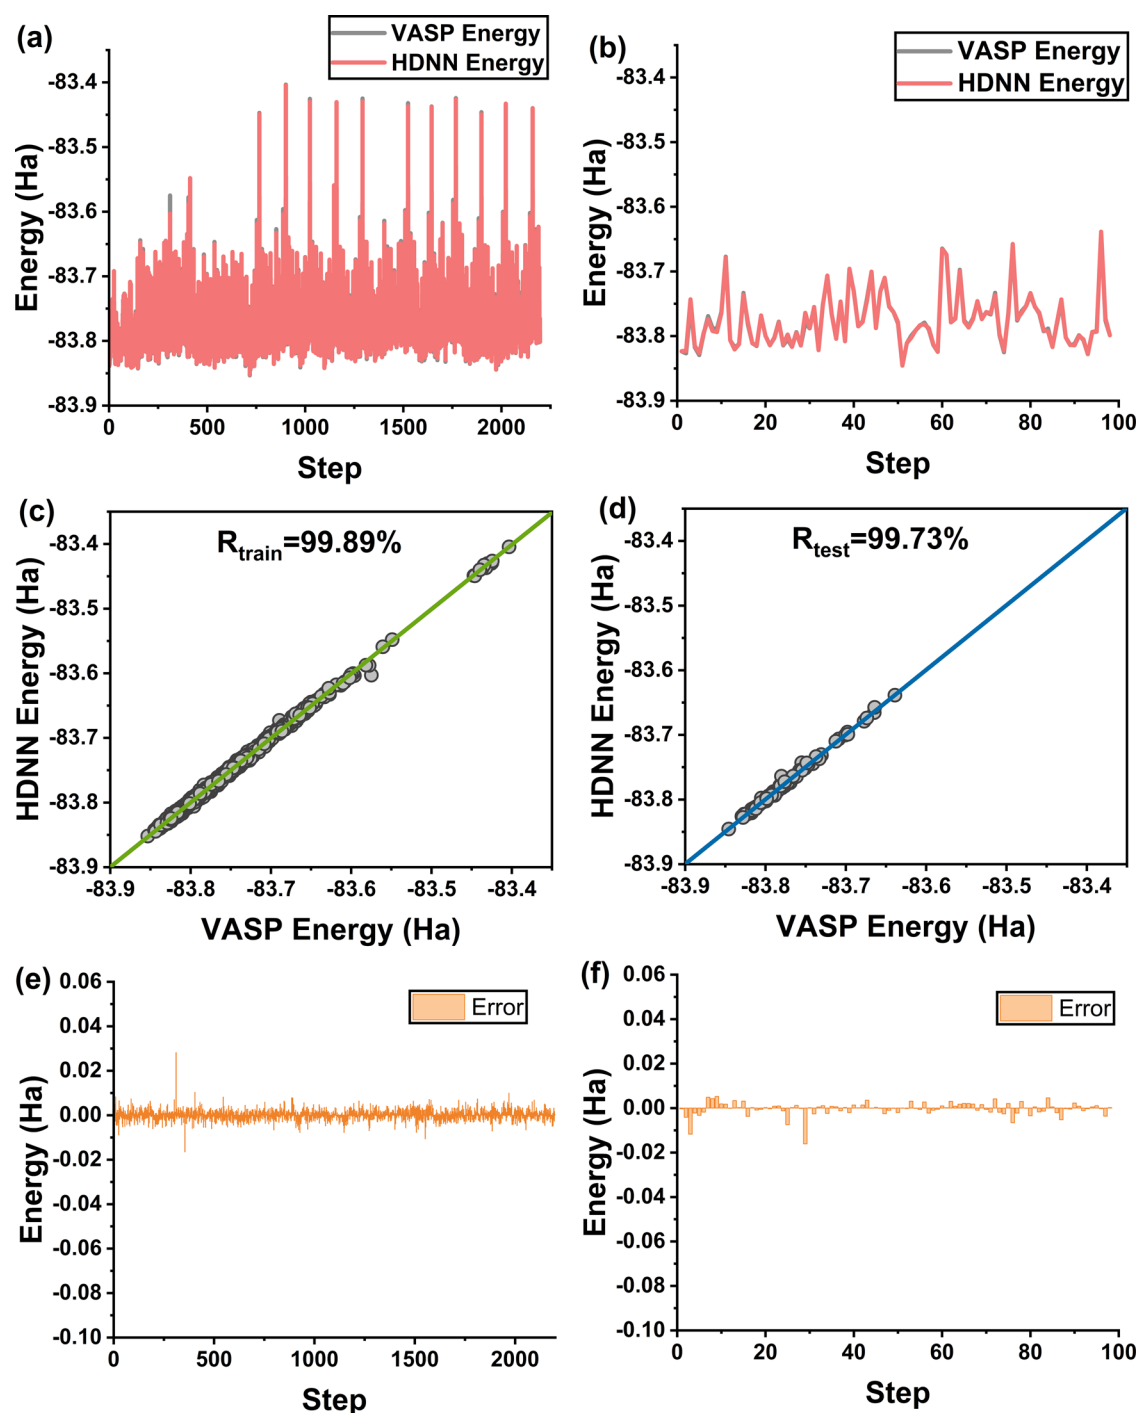 (a)
VASP Energy
HDNN Energy
-83.4
-83.5
-83.6
-83.7
-83.8
-83.9
Energy (Ha)
0 500 1000 1500 2000
Step
(b)
VASP Energy
HDNN Energy
-83.4
-83.5
-83.6
-83.7
-83.8
-83.9
Energy (Ha)
0 20 40 60 80 100
Step
(c)
Rtrain=99.89%
-83.4
-83.5
-83.6
-83.7
-83.8
-83.9
HDNN Energy (Ha)
-83.9 -83.8 -83.7 -83.6 -83.5 -83.4
VASP Energy (Ha)
(d)
Rtest=99.73%
-83.4
-83.5
-83.6
-83.7
-83.8
-83.9
HDNN Energy (Ha)
-83.9 -83.8 -83.7 -83.6 -83.5 -83.4
VASP Energy (Ha)
(e)
Error
0.06
0.04
0.02
0.00
-0.02
-0.04
-0.06
-0.08
-0.10
Energy (Ha)
0 500 1000 1500 2000
Step
(f)
Error
0.06
0.04
0.02
0.00
-0.02
-0.04
-0.06
-0.08
-0.10
Energy (Ha)
0 20 40 60 80 100
Step